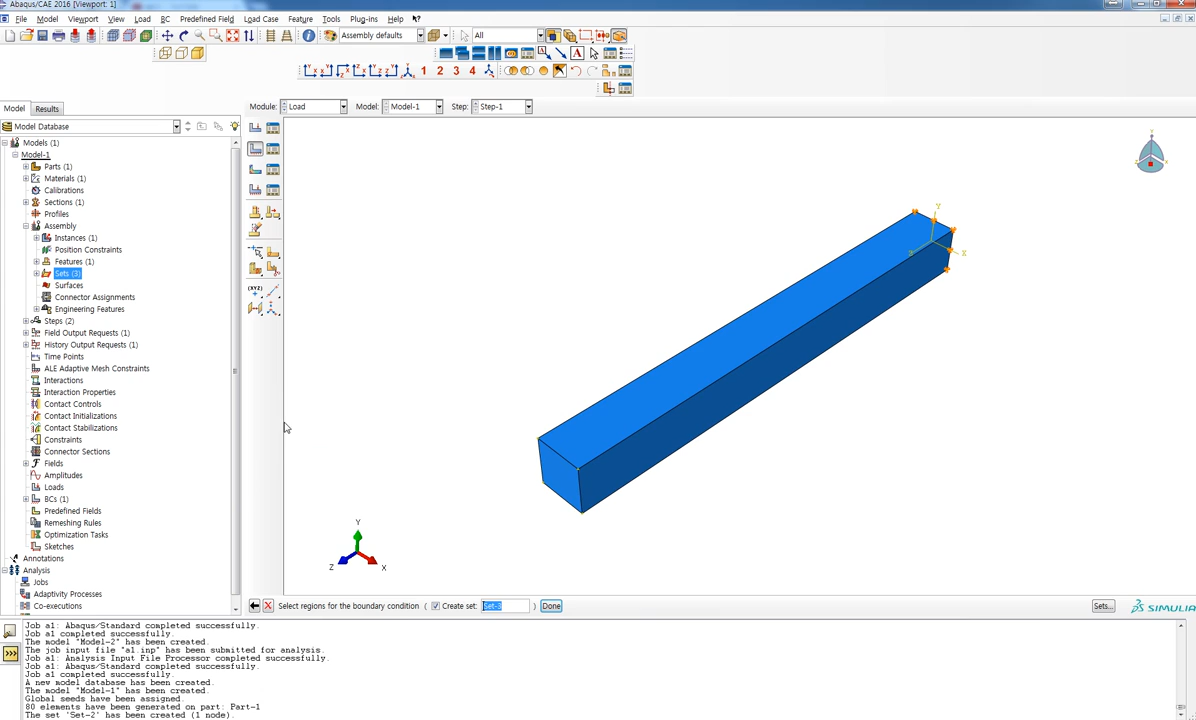 Abaqus/CAE 2016 [Viewport: 1]
File Model Viewport View Load BC Predefined Field Load Case Feature Tools Plug-ins Help
Assembly defaults All
1 2 3 4
Model Results Module: Load Model: Model-1 Step: Step-1
Model Database
Models (1)
Model-1
Parts (1)
Materials (1)
Calibrations
Sections (1)
Profiles
Assembly
Instances (1)
Position Constraints
Features (1)
Sets (3)
Surfaces
Connector Assignments
Engineering Features
Steps (2)
Field Output Requests (1)
History Output Requests (1)
Time Points
ALE Adaptive Mesh Constraints
Interactions
Interaction Properties
Contact Controls
Contact Initializations
Contact Stabilizations
Constraints
Connector Sections
Fields
Amplitudes
Loads
BCs (1)
Predefined Fields
Remeshing Rules
Optimization Tasks
Sketches
Annotations
Analysis
Jobs
Adaptivity Processes
Co-executions
(XYZ)
Y
X
Y
Z
X
Select regions for the boundary condition ( Create set: Set-3 ) Done Sets... SIMULIA
Job a1: Abaqus/Standard completed successfully.
Job a1 completed successfully.
The model "Model-2" has been created.
The job input file "a1.inp" has been submitted for analysis.
Job a1: Analysis Input File Processor completed successfully.
Job a1: Abaqus/Standard completed successfully.
Job a1 completed successfully.
A new model database has been created.
The model "Model-1" has been created.
Global seeds have been assigned.
80 elements have been generated on part: Part-1
The set 'Set-2' has been created (1 node).
>>>